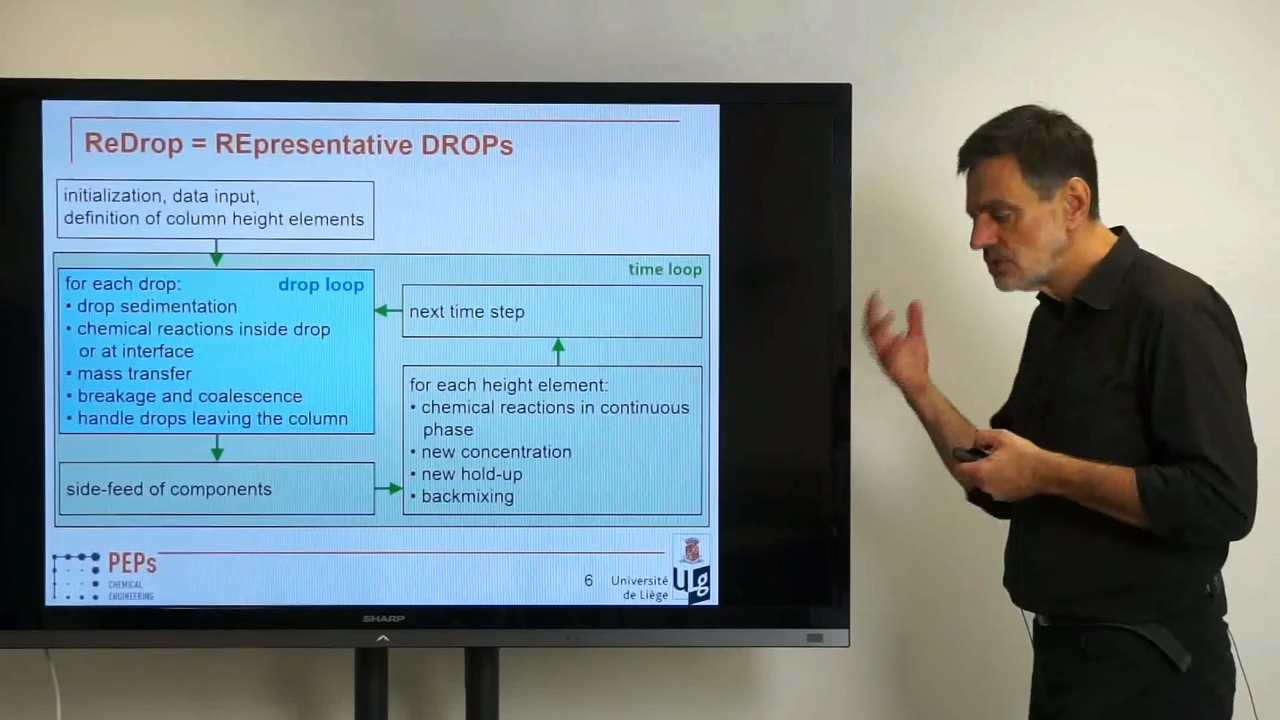 ReDrop = REpresentative DROPs
initialization, data input,
definition of column height elements
time loop
for each drop: drop loop
• drop sedimentation
• chemical reactions inside drop
or at interface
• mass transfer
• breakage and coalescence
• handle drops leaving the column
next time step
for each height element:
• chemical reactions in continuous
phase
• new concentration
• new hold-up
• backmixing
side-feed of components
PEPs
CHEMICAL
ENGINEERING
6
Université
de Liège
ULg
SHARP